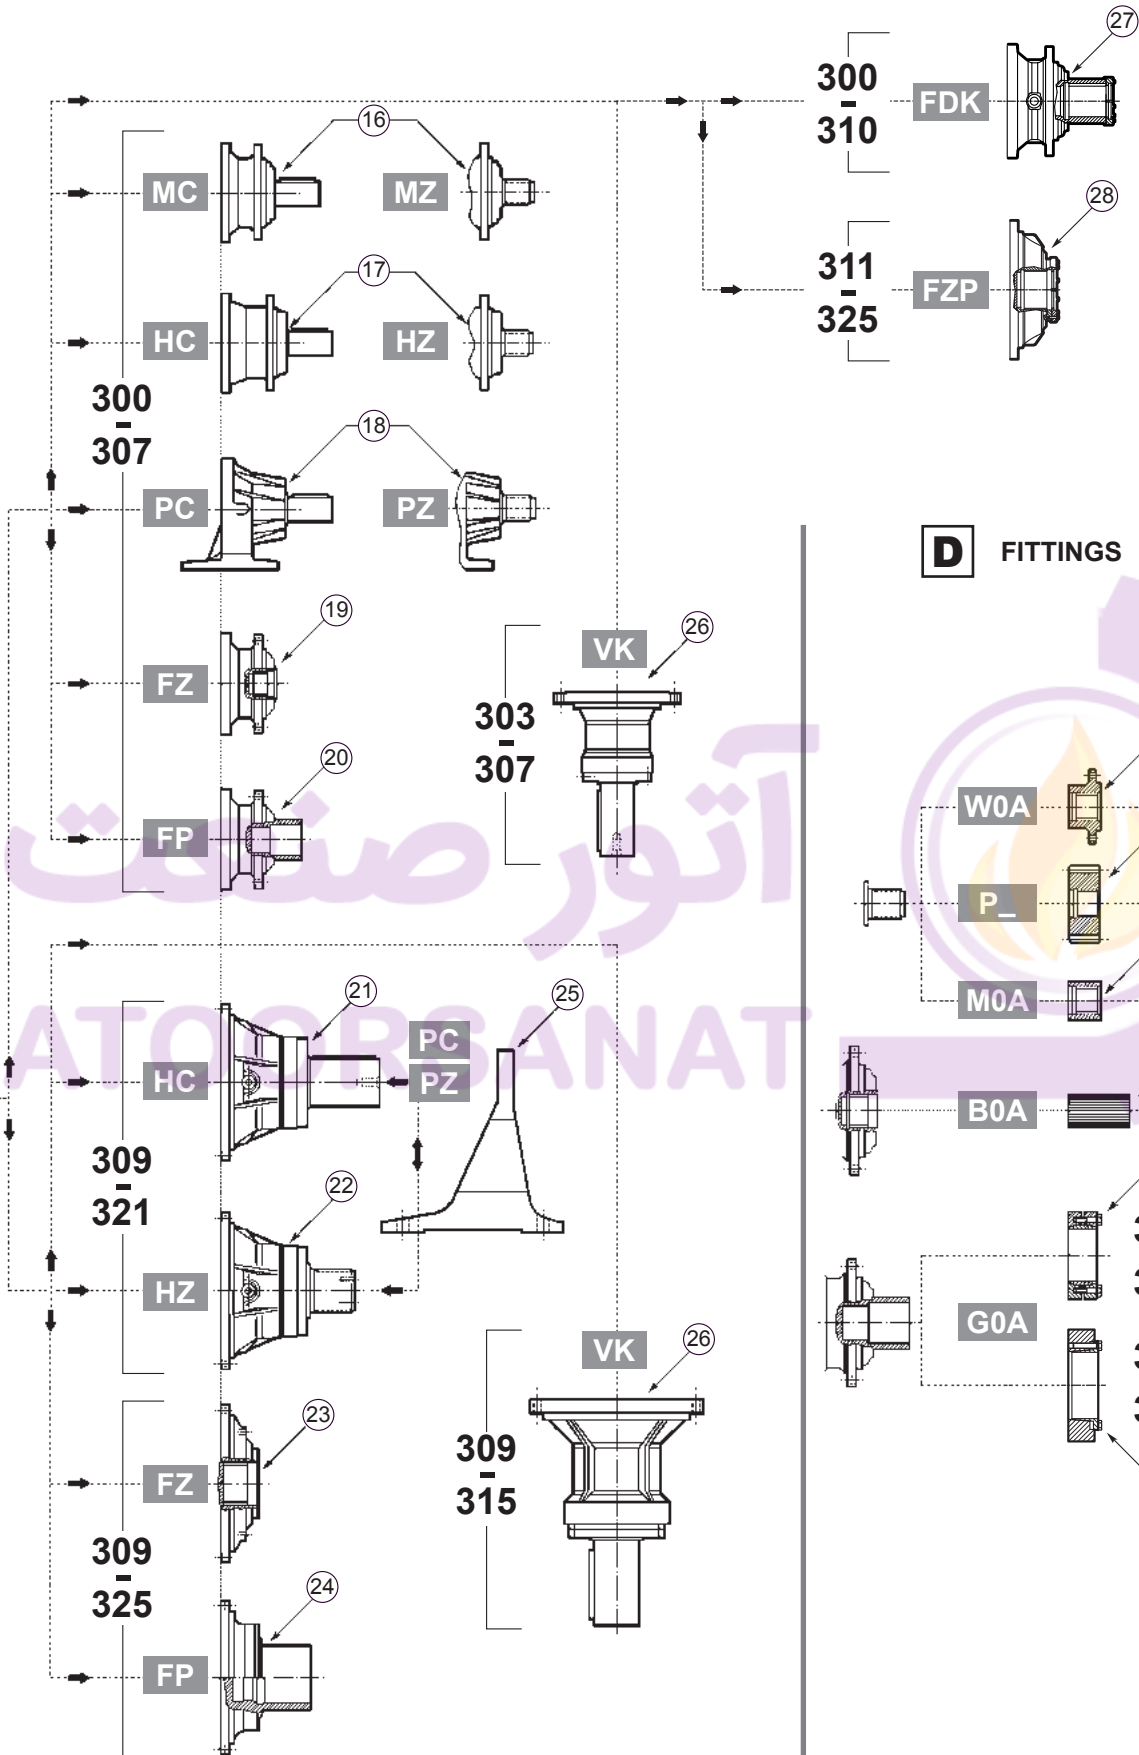 27
300
-
310
FDK
16
MC
MZ
28
311
-
325
FZP
17
HC
HZ
300
-
307
18
PC
PZ
D FITTINGS
19
FZ
26
VK
303
-
307
20
FP
W0A
P_
M0A
آتور صنعت
ATOORSANAT
21
25
PC
PZ
HC
B0A
309
-
321
22
HZ
G0A
26
VK
309
-
315
23
FZ
309
-
325
24
FP